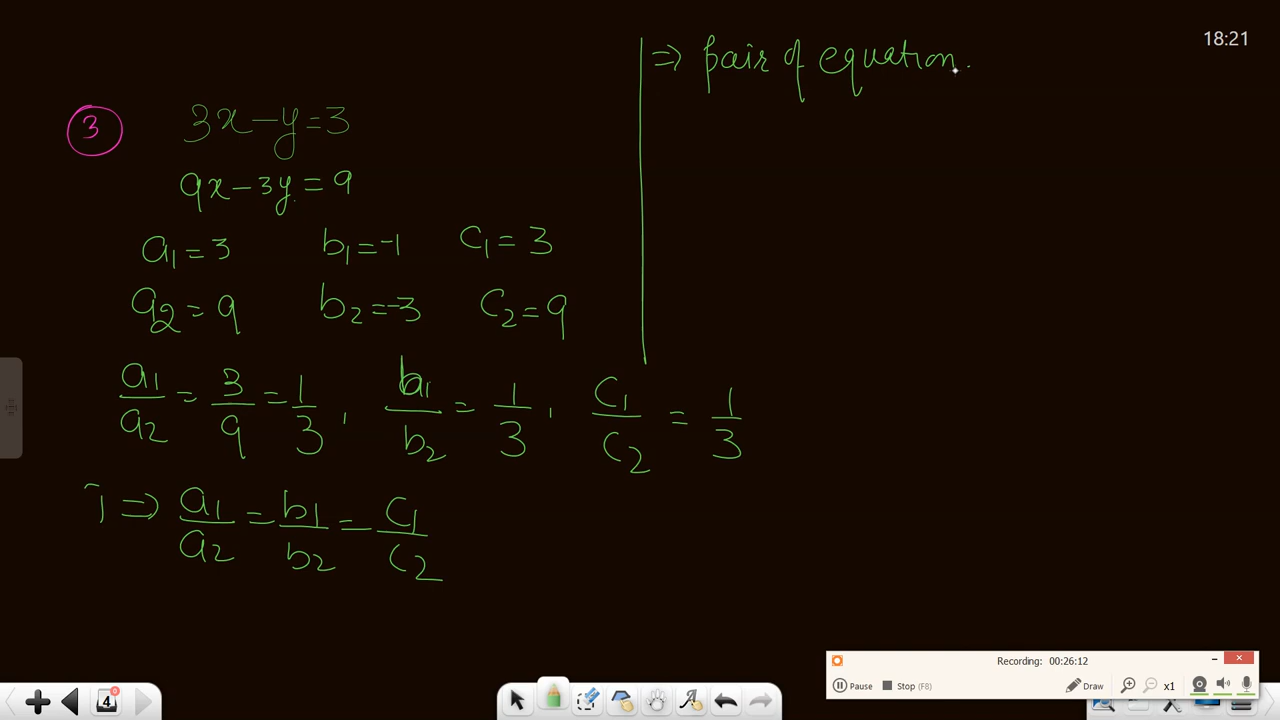 18:21
⇒ pair of equation.
3
3x-y=3
9x-3y=9
a₁=3 b₁=-1 c₁=3
a₂=9 b₂=-3 c₂=9
a₁/a₂ = 3/9 = 1/3, b₁/b₂ = 1/3, c₁/c₂ = 1/3
⇒ a₁/a₂ = b₁/b₂ = c₁/c₂
Recording: 00:26:12
Pause Stop (F8) Draw x1
4 0